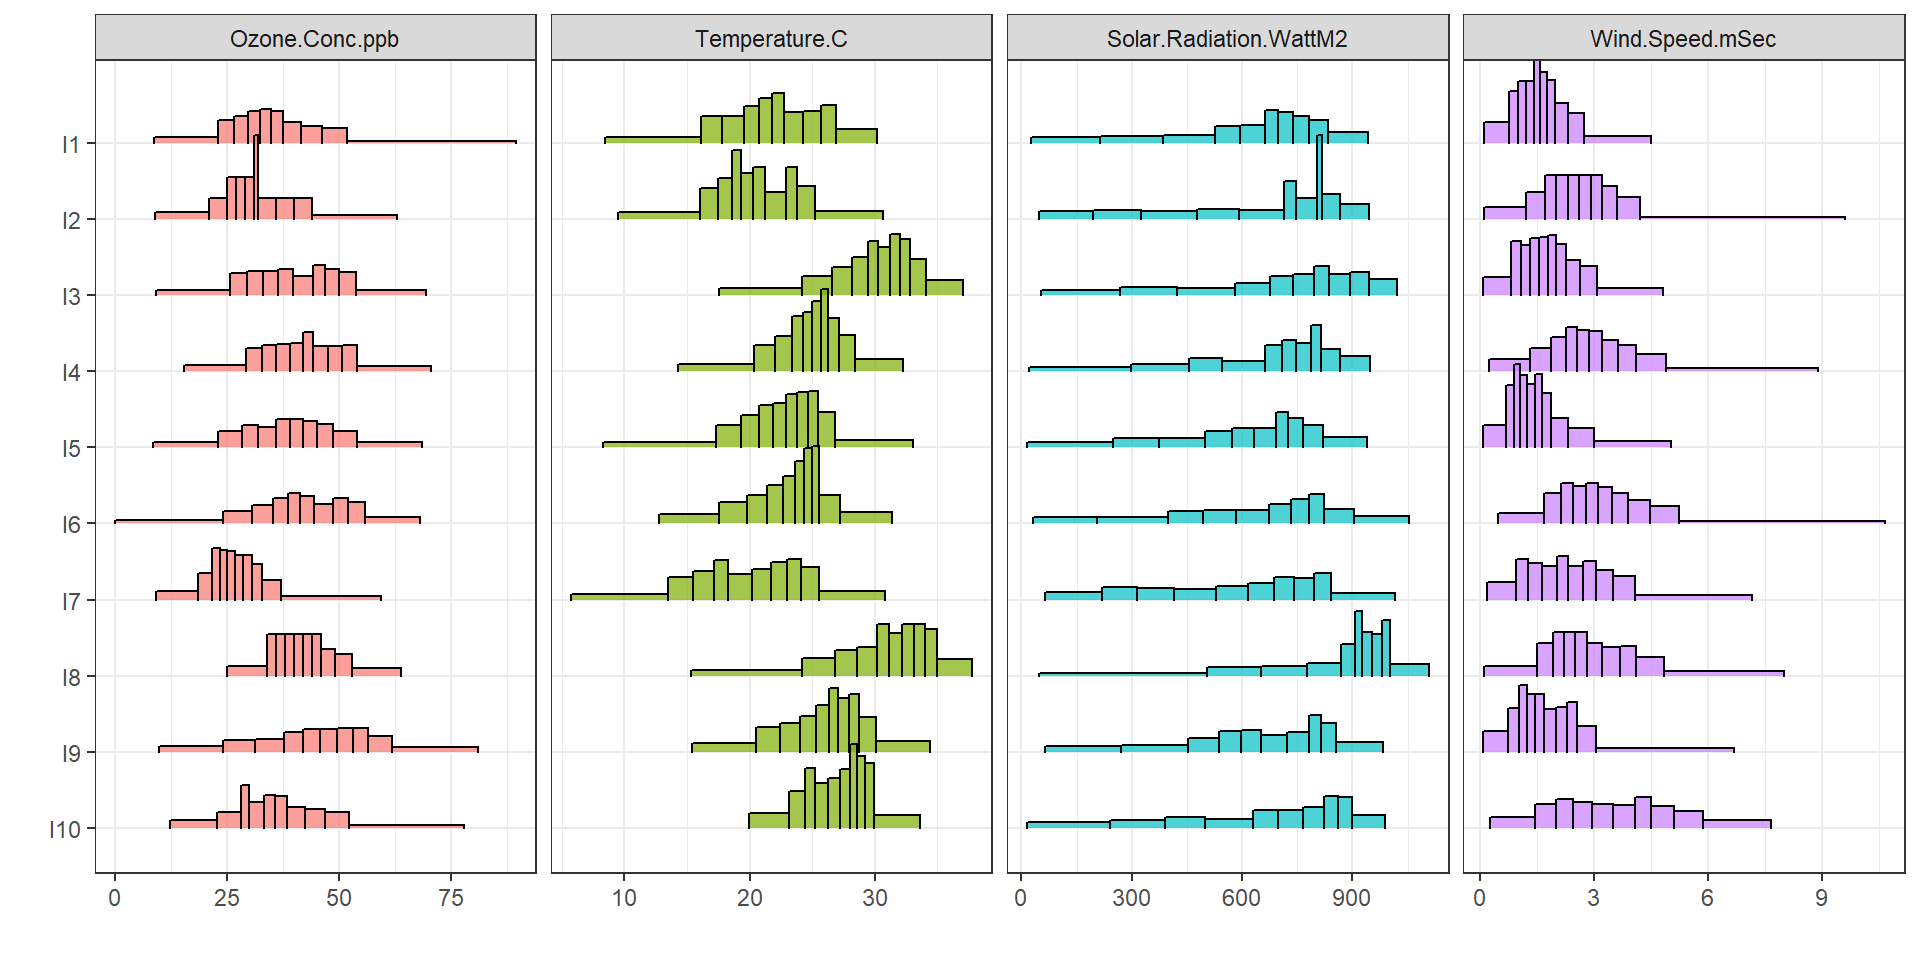 Ozone.Conc.ppb Temperature.C Solar.Radiation.WattM2 Wind.Speed.mSec
I1
I2
I3
I4
I5
I6
I7
I8
I9
I10
0 25 50 75 10 20 30 0 300 600 900 0 3 6 9